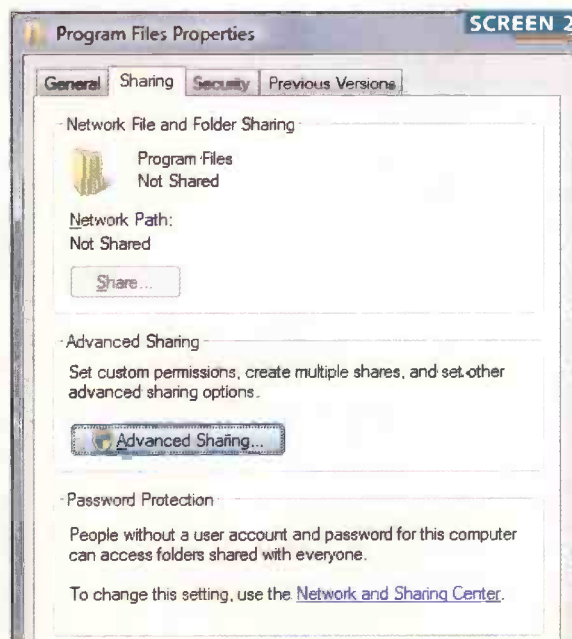 SCREEN 2
Program Files Properties
General Sharing Security Previous Versions
Network File and Folder Sharing
Program Files
Not Shared
Network Path:
Not Shared
Share...
Advanced Sharing
Set custom permissions, create multiple shares, and set other
advanced sharing options.
Advanced Sharing...
Password Protection
People without a user account and password for this computer
can access folders shared with everyone.
To change this setting, use the Network and Sharing Center.